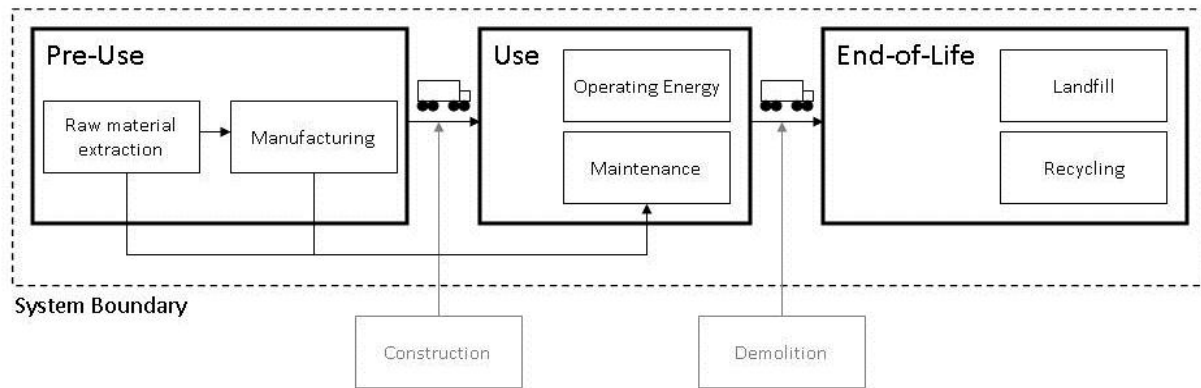 Pre-Use
Raw material
extraction
Manufacturing
Use
Operating Energy
Maintenance
End-of-Life
Landfill
Recycling
System Boundary
Construction
Demolition